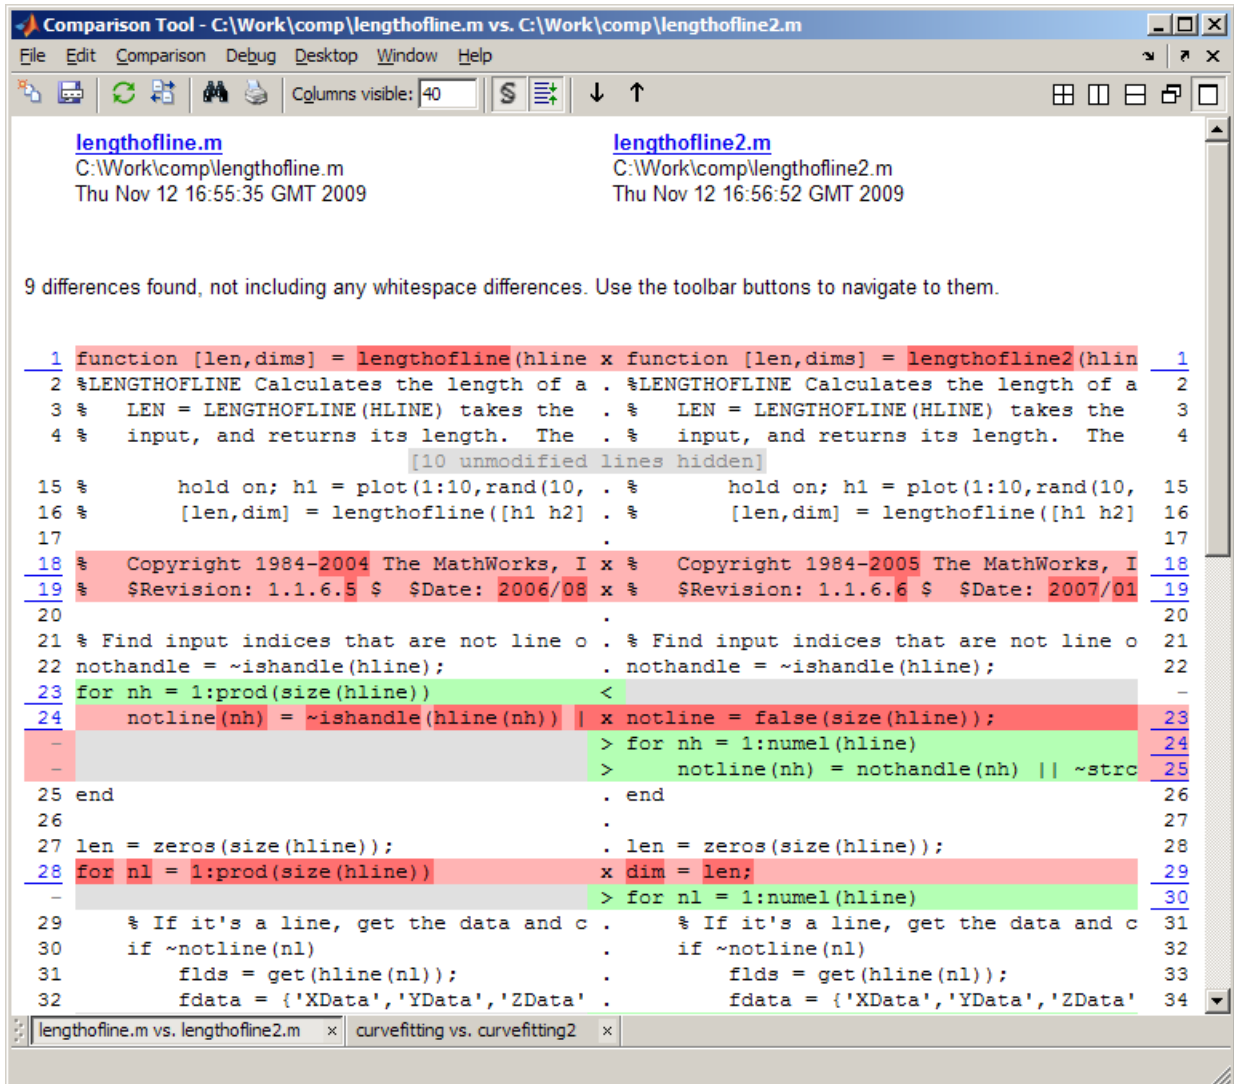 Comparison Tool - C:\Work\comp\lengthofline.m vs. C:\Work\comp\lengthofline2.m
File Edit Comparison Debug Desktop Window Help
Columns visible: 40
lengthofline.m lengthofline2.m
C:\Work\comp\lengthofline.m C:\Work\comp\lengthofline2.m
Thu Nov 12 16:55:35 GMT 2009 Thu Nov 12 16:56:52 GMT 2009
9 differences found, not including any whitespace differences. Use the toolbar buttons to navigate to them.
1 function [len,dims] = lengthofline(hline x function [len,dims] = lengthofline2(hlin 1
2 %LENGTHOFLINE Calculates the length of a . %LENGTHOFLINE Calculates the length of a 2
3 %   LEN = LENGTHOFLINE(HLINE) takes the . %   LEN = LENGTHOFLINE(HLINE) takes the 3
4 %   input, and returns its length.  The . %   input, and returns its length.  The 4
[10 unmodified lines hidden]
15 %       hold on; h1 = plot(1:10,rand(10, . %       hold on; h1 = plot(1:10,rand(10, 15
16 %       [len,dim] = lengthofline([h1 h2] . %       [len,dim] = lengthofline([h1 h2] 16
17 . 17
18 %   Copyright 1984-2004 The MathWorks, I x %   Copyright 1984-2005 The MathWorks, I 18
19 %   $Revision: 1.1.6.5 $  $Date: 2006/08 x %   $Revision: 1.1.6.6 $  $Date: 2007/01 19
20 . 20
21 % Find input indices that are not line o . % Find input indices that are not line o 21
22 nothandle = ~ishandle(hline); . nothandle = ~ishandle(hline); 22
23 for nh = 1:prod(size(hline)) < -
24     notline(nh) = ~ishandle(hline(nh)) | x notline = false(size(hline)); 23
- > for nh = 1:numel(hline) 24
- >     notline(nh) = nothandle(nh) || ~strc 25
25 end . end 26
26 . 27
27 len = zeros(size(hline)); . len = zeros(size(hline)); 28
28 for nl = 1:prod(size(hline)) x dim = len; 29
- > for nl = 1:numel(hline) 30
29     % If it's a line, get the data and c .     % If it's a line, get the data and c 31
30     if ~notline(nl) .     if ~notline(nl) 32
31         flds = get(hline(nl)); .         flds = get(hline(nl)); 33
32         fdata = {'XData','YData','ZData' .         fdata = {'XData','YData','ZData' 34
lengthofline.m vs. lengthofline2.m × curvefitting vs. curvefitting2 ×